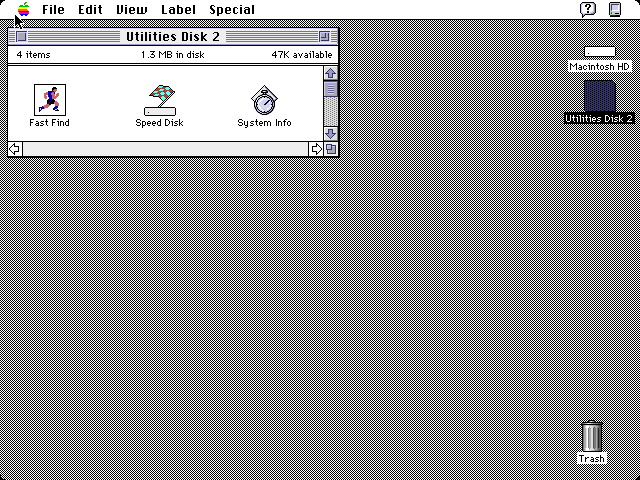 File Edit View Label Special
Utilities Disk 2
4 items 1.3 MB in disk 47K available
Fast Find Speed Disk System Info
Macintosh HD
Utilities Disk 2
Trash